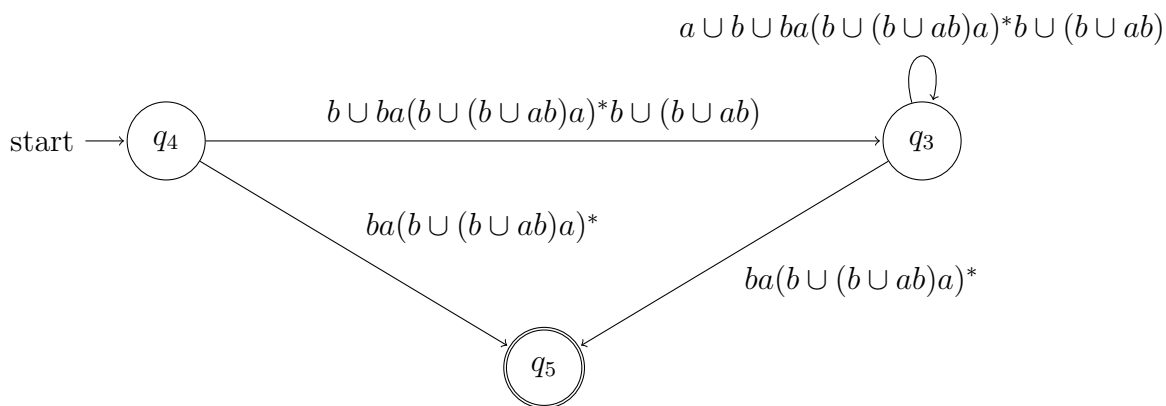 a ∪ b ∪ ba(b ∪ (b ∪ ab)a)*b ∪ (b ∪ ab)
b ∪ ba(b ∪ (b ∪ ab)a)*b ∪ (b ∪ ab)
start
q₄
q₃
ba(b ∪ (b ∪ ab)a)*
ba(b ∪ (b ∪ ab)a)*
q₅